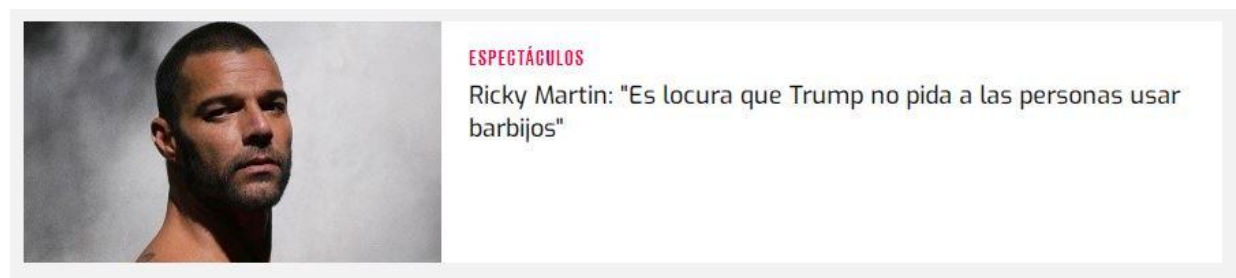 ESPECTÁCULOS
Ricky Martin: "Es locura que Trump no pida a las personas usar
barbijos"